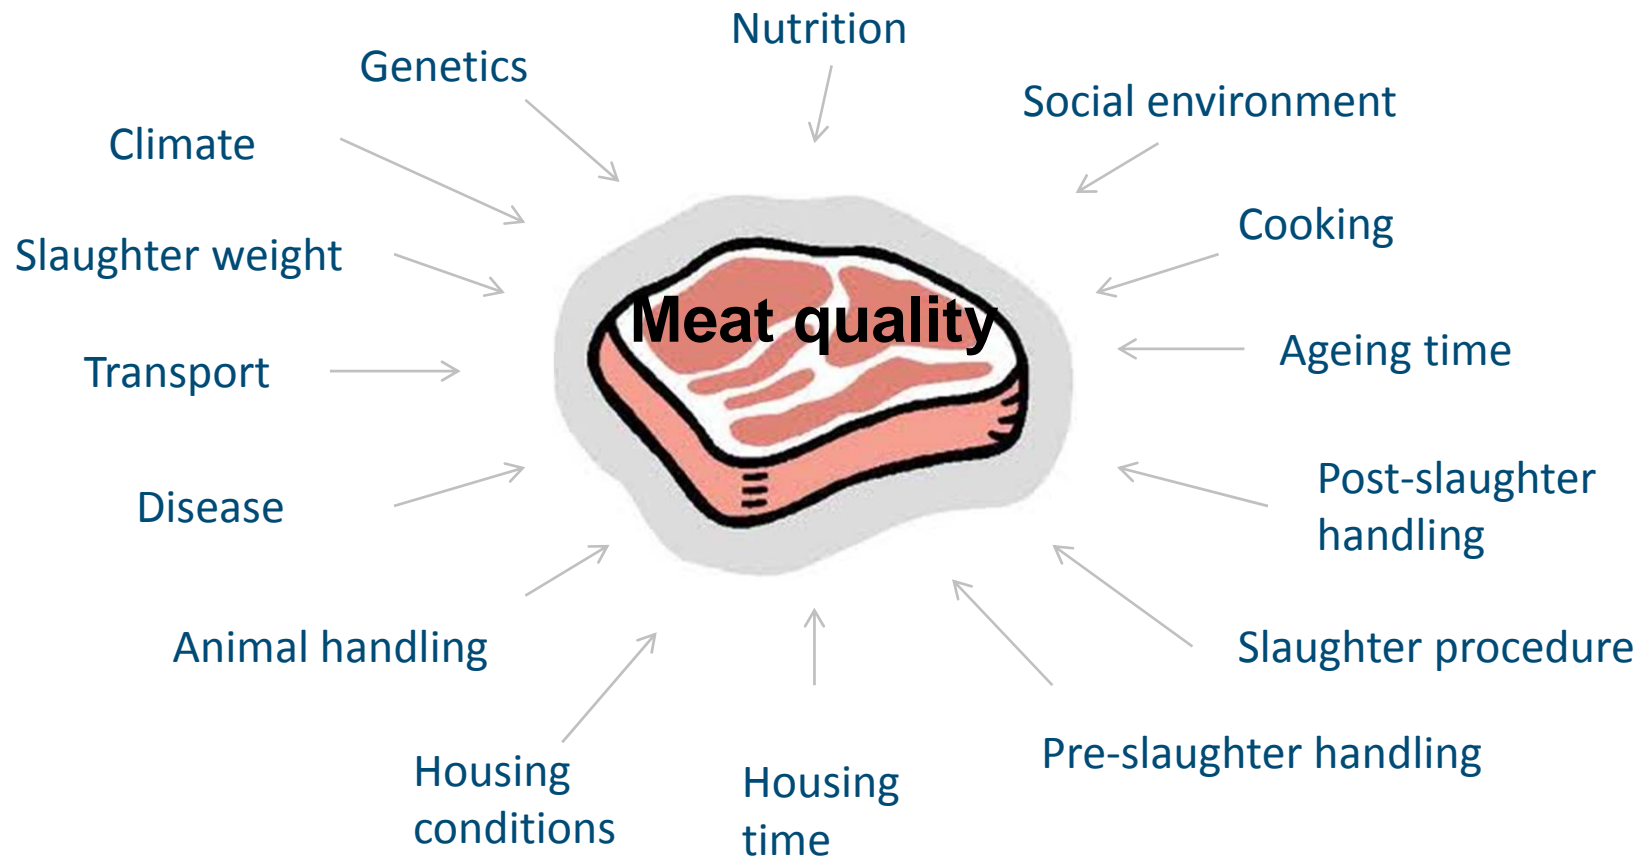 Nutrition
Genetics
Social environment
Climate
Cooking
Slaughter weight
Meat quality
Ageing time
Transport
Post-slaughter
handling
Disease
Animal handling
Slaughter procedure
Pre-slaughter handling
Housing
conditions
Housing
time